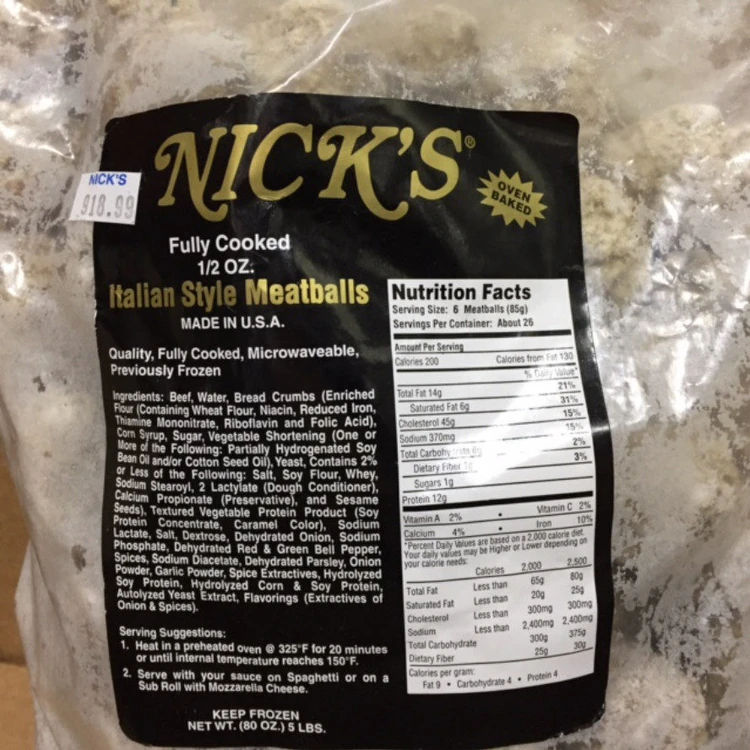 NICK'S®
OVEN
BAKED
NICK'S
$18.99
Fully Cooked
1/2 OZ.
Italian Style Meatballs
MADE IN U.S.A.
Quality, Fully Cooked, Microwaveable,
Previously Frozen
Ingredients: Beef, Water, Bread Crumbs (Enriched
Flour (Containing Wheat Flour, Niacin, Reduced Iron,
Thiamine Mononitrate, Riboflavin and Folic Acid),
Corn Syrup, Sugar, Vegetable Shortening (One or
More of the Following: Partially Hydrogenated Soy
Bean Oil and/or Cotton Seed Oil), Yeast, Contains 2%
or Less of the Following: Salt, Soy Flour, Whey,
Sodium Stearoyl, 2 Lactylate (Dough Conditioner),
Calcium Propionate (Preservative), and Sesame
Seeds), Textured Vegetable Protein Product (Soy
Protein Concentrate, Caramel Color), Sodium
Lactate, Salt, Dextrose, Dehydrated Onion, Sodium
Phosphate, Dehydrated Red & Green Bell Pepper,
Spices, Sodium Diacetate, Dehydrated Parsley, Onion
Powder, Garlic Powder, Spice Extractives, Hydrolyzed
Soy Protein, Hydrolyzed Corn & Soy Protein,
Autolyzed Yeast Extract, Flavorings (Extractives of
Onion & Spices).
Serving Suggestions:
1. Heat in a preheated oven @ 325°F for 20 minutes
or until internal temperature reaches 150°F.
2. Serve with your sauce on Spaghetti or on a
Sub Roll with Mozzarella Cheese.
KEEP FROZEN
NET WT. (80 OZ.) 5 LBS.
Nutrition Facts
Serving Size: 6 Meatballs (85g)
Servings Per Container: About 26
Amount Per Serving
Calories 200 Calories from Fat 130
% Daily Value*
Total Fat 14g 21%
Saturated Fat 6g 31%
Cholesterol 45g 15%
Sodium 370mg 15%
Total Carbohydrate 2%
Dietary Fiber 3%
Sugars 1g
Protein 12g
Vitamin A 2% • Vitamin C 2%
Calcium 4% • Iron 10%
*Percent Daily Values are based on a 2,000 calorie diet.
Your daily values may be Higher or Lower depending on
your calorie needs:
Calories 2,000 2,500
Total Fat Less than 65g 80g
Saturated Fat Less than 20g 25g
Cholesterol Less than 300mg 300mg
Sodium Less than 2,400mg 2,400mg
Total Carbohydrate 300g 375g
Dietary Fiber 25g 30g
Calories per gram:
Fat 9 • Carbohydrate 4 • Protein 4